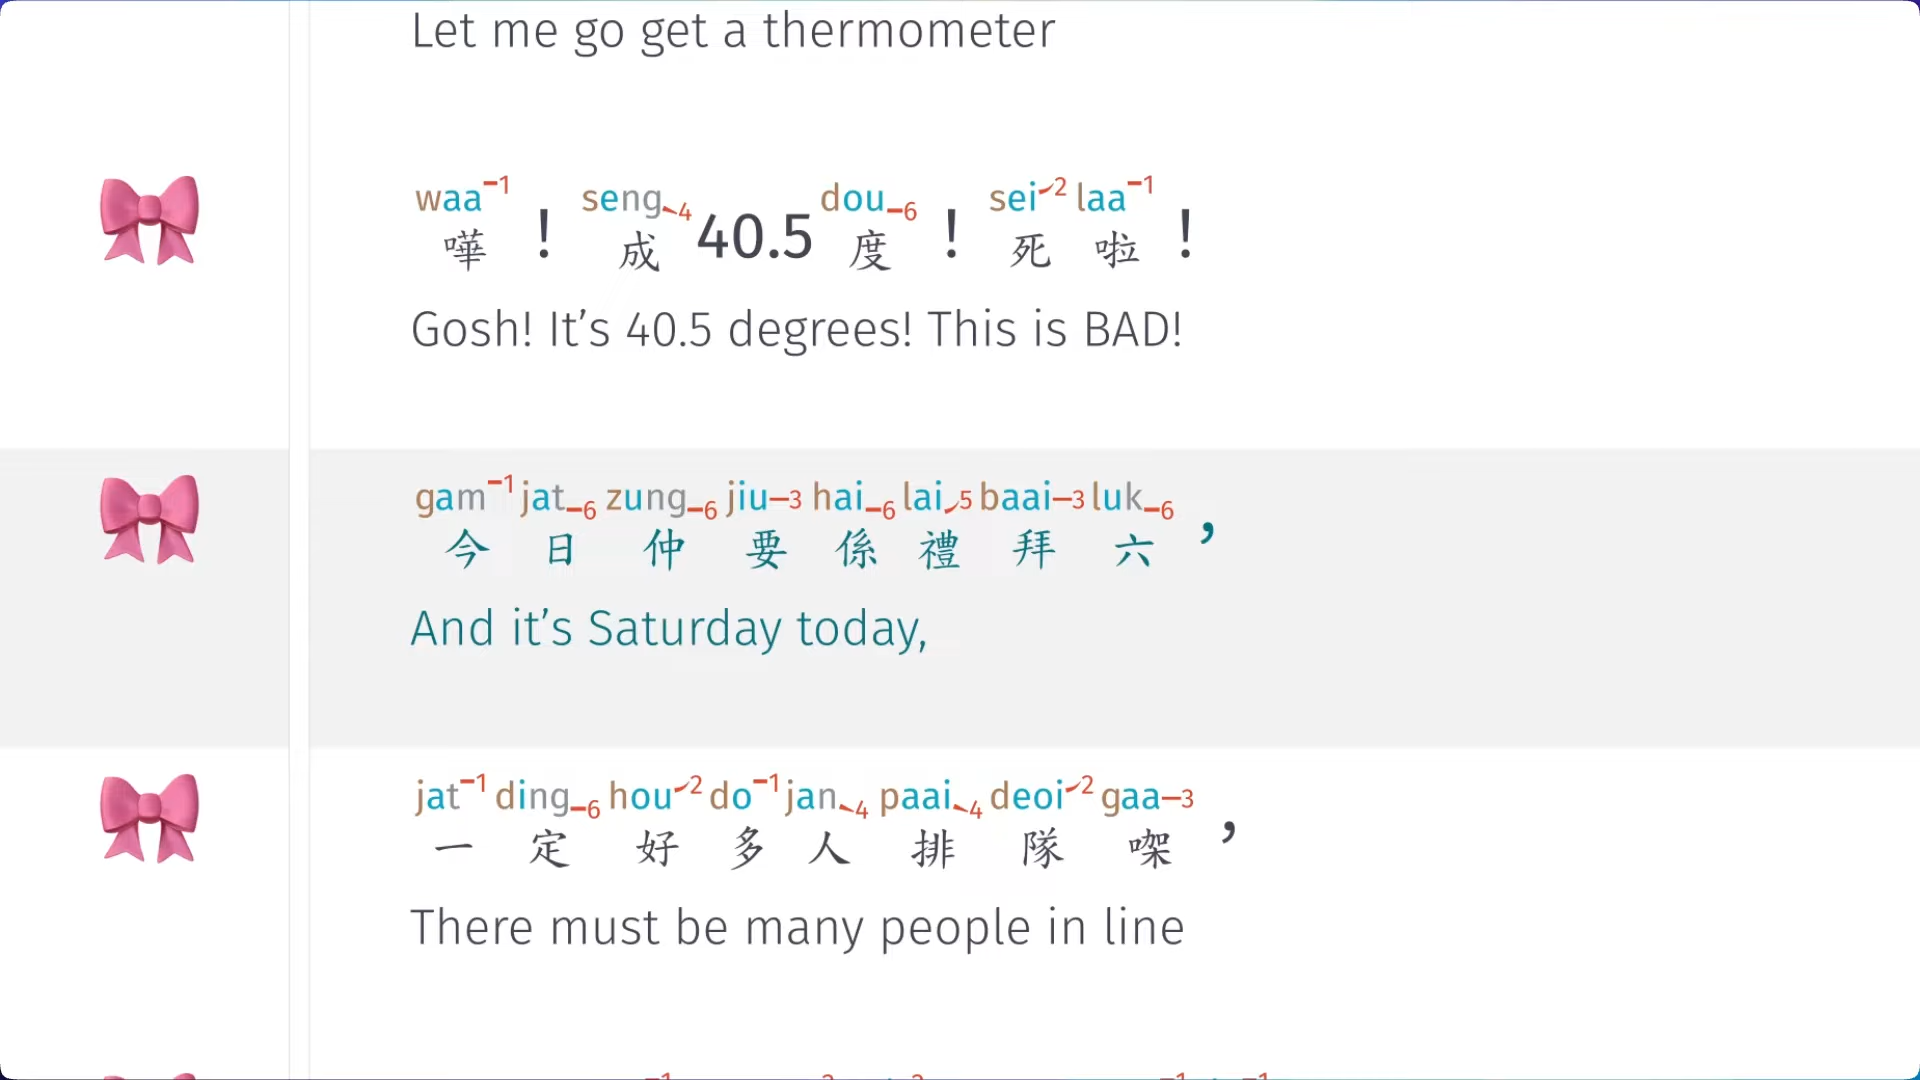 Let me go get a thermometer
waa1 seng4 dou6 sei2 laa1
嘩！成40.5度！死啦！
Gosh! It’s 40.5 degrees! This is BAD!
gam1 jat6 zung6 jiu3 hai6 lai5 baai3 luk6
今日仲要係禮拜六，
And it’s Saturday today,
jat1 ding6 hou2 do1 jan4 paai4 deoi2 gaa3
一定好多人排隊㗎，
There must be many people in line